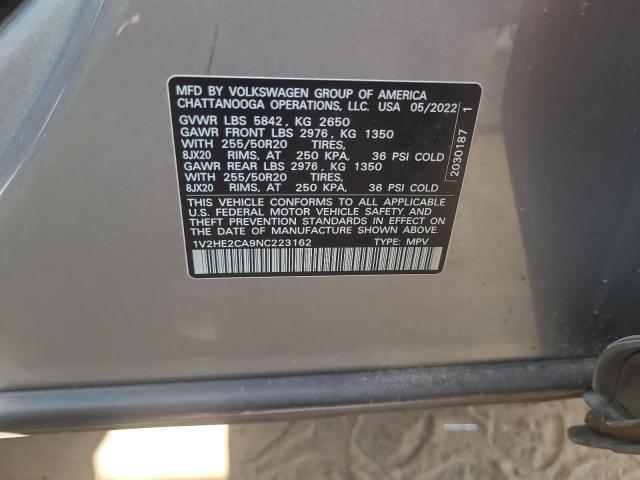 MFD BY VOLKSWAGEN GROUP OF AMERICA
CHATTANOOGA OPERATIONS, LLC. USA 05/2022
GVWR LBS 5842, KG 2650
GAWR FRONT LBS 2976, KG 1350
WITH 255/50R20 TIRES,
8JX20 RIMS, AT 250 KPA, 36 PSI COLD
GAWR REAR LBS 2976, KG 1350
WITH 255/50R20 TIRES,
8JX20 RIMS, AT 250 KPA, 36 PSI COLD
THIS VEHICLE CONFORMS TO ALL APPLICABLE
U.S. FEDERAL MOTOR VEHICLE SAFETY AND
THEFT PREVENTION STANDARDS IN EFFECT ON
THE DATE OF MANUFACTURE SHOWN ABOVE.
1V2HE2CA9NC223162 TYPE: MPV
2030187 1